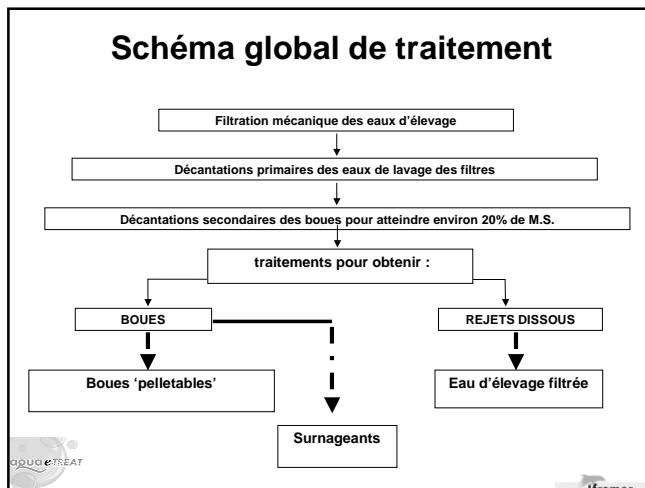 Schéma global de traitement
Filtration mécanique des eaux d'élevage
Décantations primaires des eaux de lavage des filtres
Décantations secondaires des boues pour atteindre environ 20% de M.S.
traitements pour obtenir :
BOUES
REJETS DISSOUS
Boues 'pelletables'
Eau d'élevage filtrée
Surnageants
aquaeTREAT
Ifremer